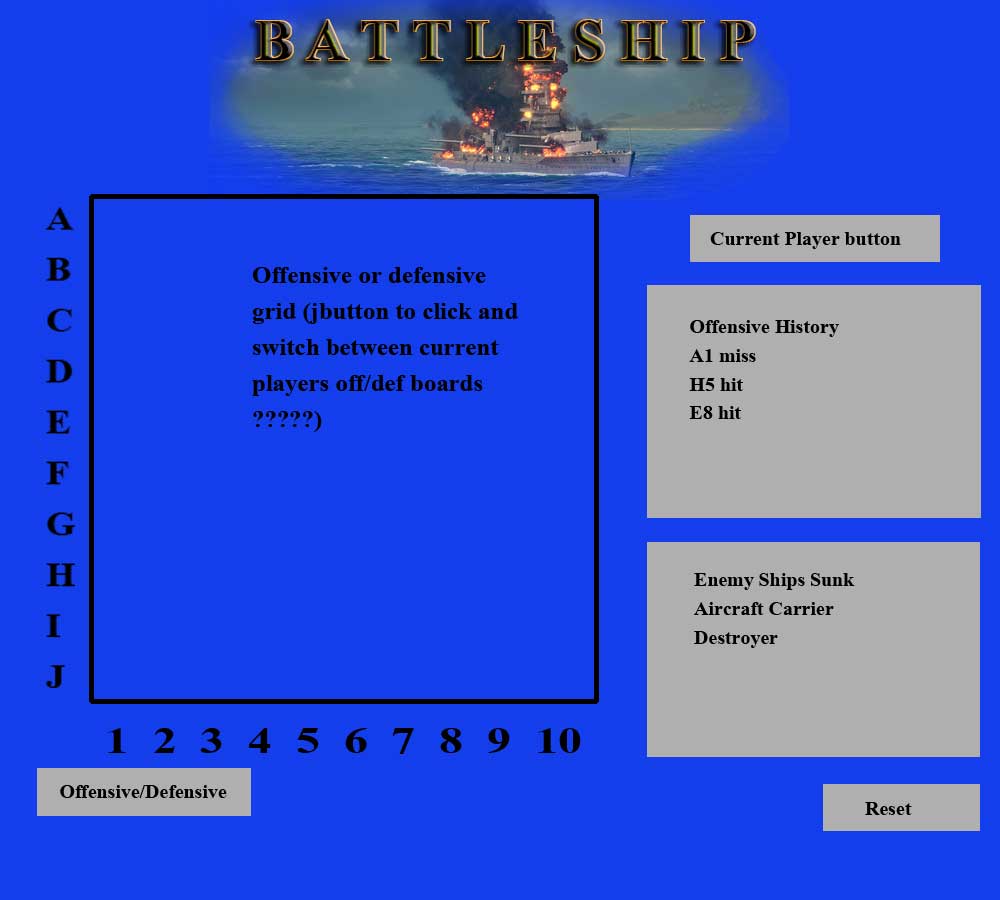 BATTLESHIP
A
B
C
D
E
F
G
H
I
J
Offensive or defensive
grid (jbutton to click and
switch between current
players off/def boards
?????)
1 2 3 4 5 6 7 8 9 10
Offensive/Defensive
Current Player button
Offensive History
A1 miss
H5 hit
E8 hit
Enemy Ships Sunk
Aircraft Carrier
Destroyer
Reset